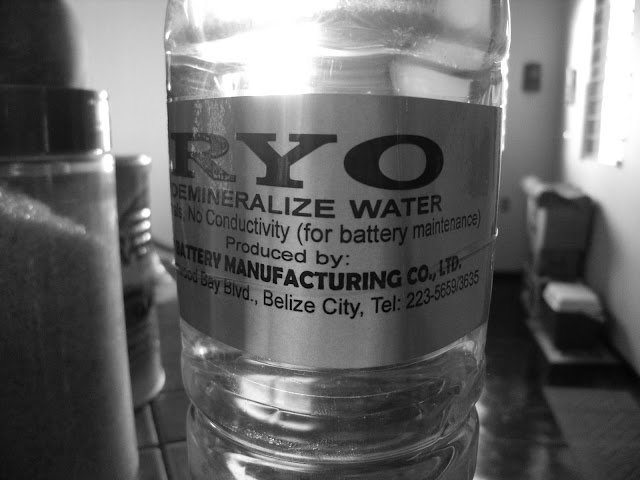 RYO
DEMINERALIZE WATER
No Conductivity (for battery maintenance)
Produced by:
BATTERY MANUFACTURING CO., LTD.
Bay Blvd., Belize City, Tel: 223-5659/3635